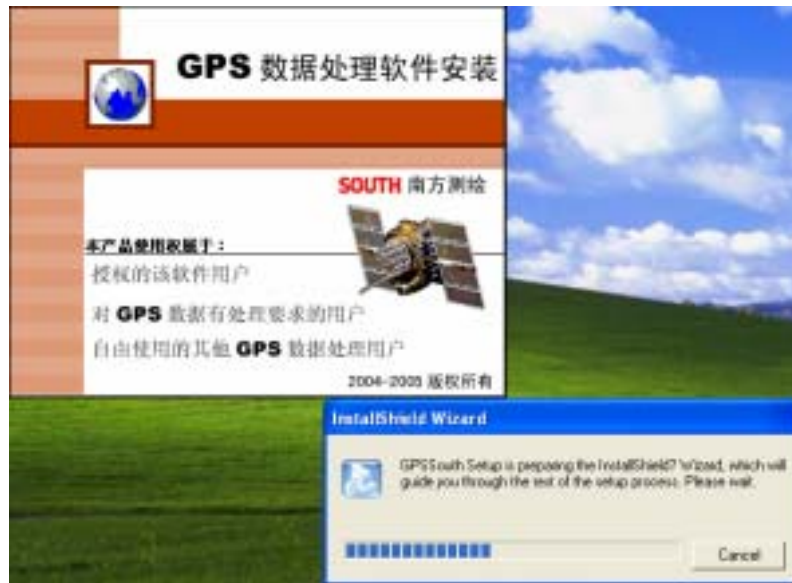 GPS 数据处理软件安装
SOUTH 南方测绘
本产品使用权属于：
授权的该软件用户
对 GPS 数据有处理要求的用户
自由使用的其他 GPS 数据处理用户
2004-2005 版权所有
InstallShield Wizard
GPSSouth Setup is preparing the InstallShield? Wizard, which will
guide you through the rest of the setup process. Please wait.
Cancel